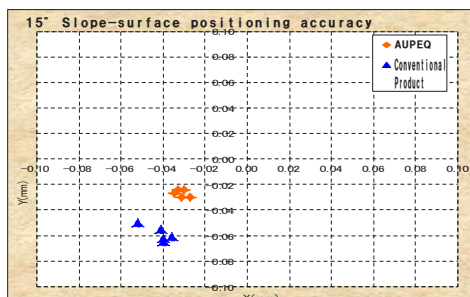 15° Slope-surface positioning accuracy
0.10
AUPEQ
Conventional
Product
0.08
0.06
0.04
0.02
0.00
-0.10 -0.08 -0.06 -0.04 -0.02 0.00 0.02 0.04 0.06 0.08 0.10
-0.02
Y(mm)
-0.04
-0.06
-0.08
-0.10